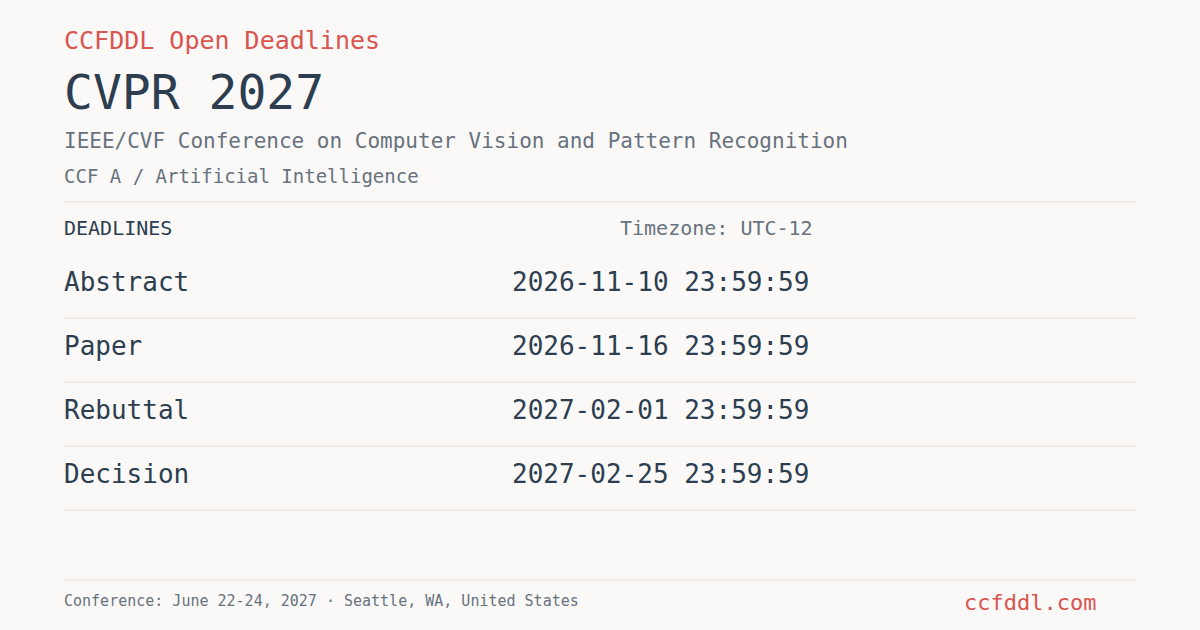 CCFDDL Open Deadlines
CVPR 2027
IEEE/CVF Conference on Computer Vision and Pattern Recognition
CCF A / Artificial Intelligence
DEADLINES Timezone: UTC-12
Abstract 2026-11-10 23:59:59
Paper 2026-11-16 23:59:59
Rebuttal 2027-02-01 23:59:59
Decision 2027-02-25 23:59:59
Conference: June 22-24, 2027 · Seattle, WA, United States ccfddl.com